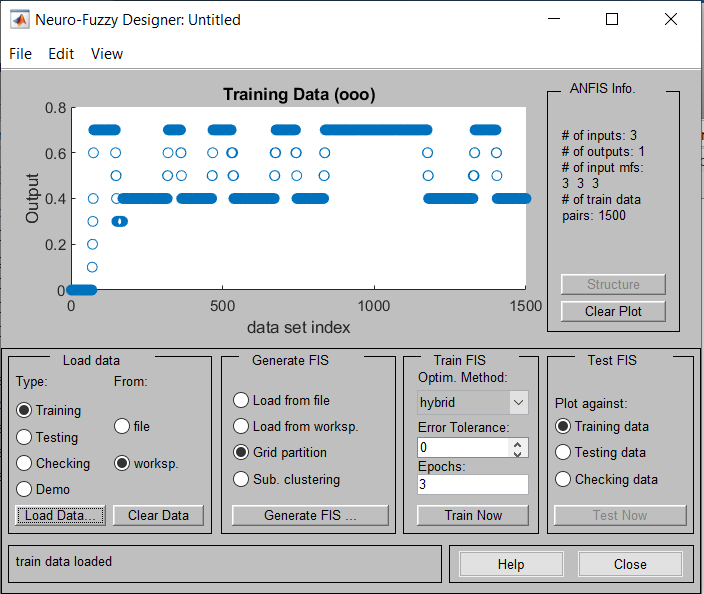 Neuro-Fuzzy Designer: Untitled
File Edit View
Training Data (ooo)
0.8
0.6
0.4
0.2
0
Output
0 500 1000 1500
data set index
ANFIS Info.
# of inputs: 3
# of outputs: 1
# of input mfs:
3 3 3
# of train data
pairs: 1500
Structure
Clear Plot
Load data
Type: From:
Training
file
Testing
Checking
worksp.
Demo
Load Data...
Clear Data
Generate FIS
Load from file
Load from worksp.
Grid partition
Sub. clustering
Generate FIS ...
Train FIS
Optim. Method:
hybrid
Error Tolerance:
0
Epochs:
3
Train Now
Test FIS
Plot against:
Training data
Testing data
Checking data
Test Now
train data loaded
Help
Close